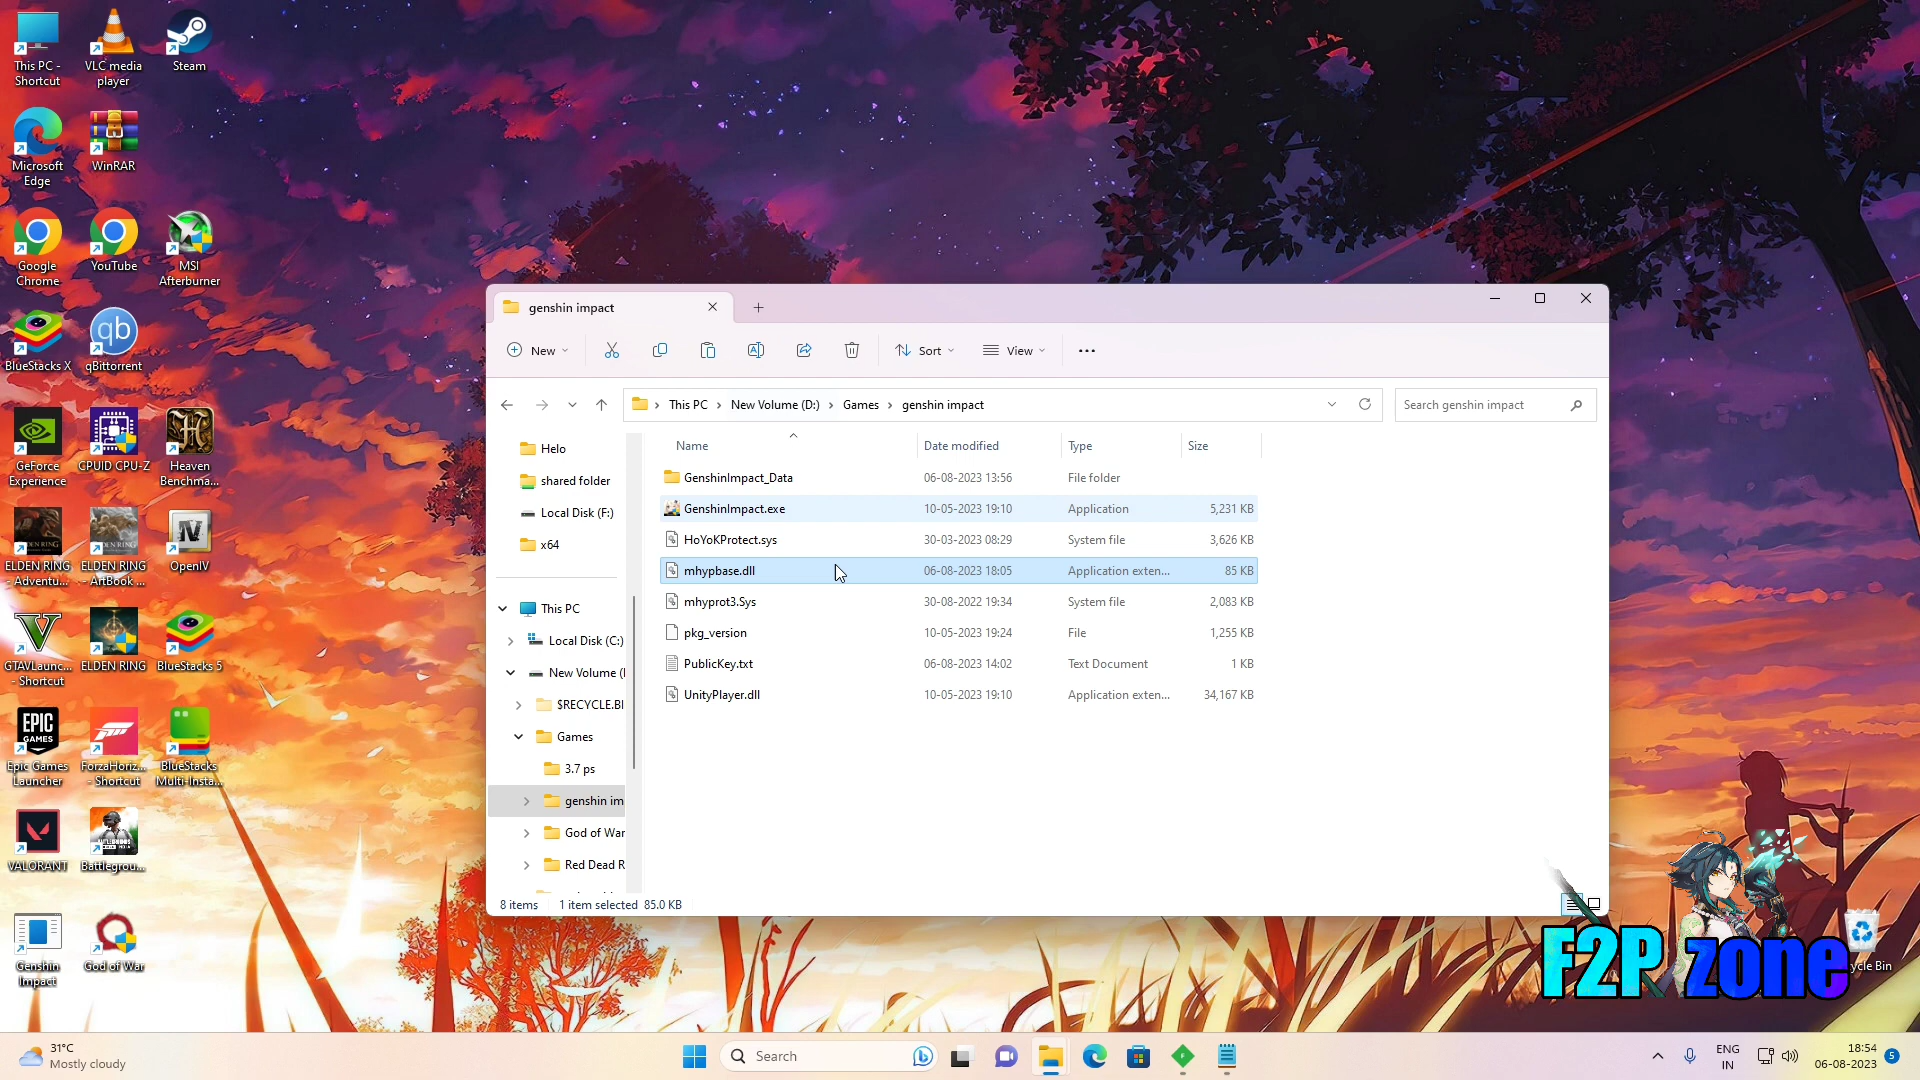 This PC -
Shortcut
VLC media
player
Steam
Microsoft
Edge
WinRAR
Google
Chrome
YouTube
MSI
Afterburner
BlueStacks X
qb
qBittorrent
GeForce
Experience
CPUID CPU-Z
Heaven
Benchma...
ELDEN RING
- Adventu...
ELDEN RING
- ArtBook ...
OpenIV
GTAVLaunc...
- Shortcut
ELDEN RING
BlueStacks 5
EPIC
GAMES
Epic Games
Launcher
ForzaHoriz...
- Shortcut
BlueStacks
Multi-Insta...
VALORANT
Battlegrou...
Genshin
Impact
God of War
genshin impact
New
Sort
View
This PC
New Volume (D:)
Games
genshin impact
Search genshin impact
Helo
shared folder
Local Disk (F:)
x64
This PC
Local Disk (C:)
New Volume (
$RECYCLE.BI
Games
3.7 ps
genshin im
God of War
Red Dead R
Name
Date modified
Type
Size
GenshinImpact_Data
06-08-2023 13:56
File folder
GenshinImpact.exe
10-05-2023 19:10
Application
5,231 KB
HoYoKProtect.sys
30-03-2023 08:29
System file
3,626 KB
mhypbase.dll
06-08-2023 18:05
Application exten...
85 KB
mhyprot3.Sys
30-08-2022 19:34
System file
2,083 KB
pkg_version
10-05-2023 19:24
File
1,255 KB
PublicKey.txt
06-08-2023 14:02
Text Document
1 KB
UnityPlayer.dll
10-05-2023 19:10
Application exten...
34,167 KB
8 items
1 item selected 85.0 KB
F2P zone
ycle Bin
31°C
Mostly cloudy
Search
ENG
IN
18:54
06-08-2023
5